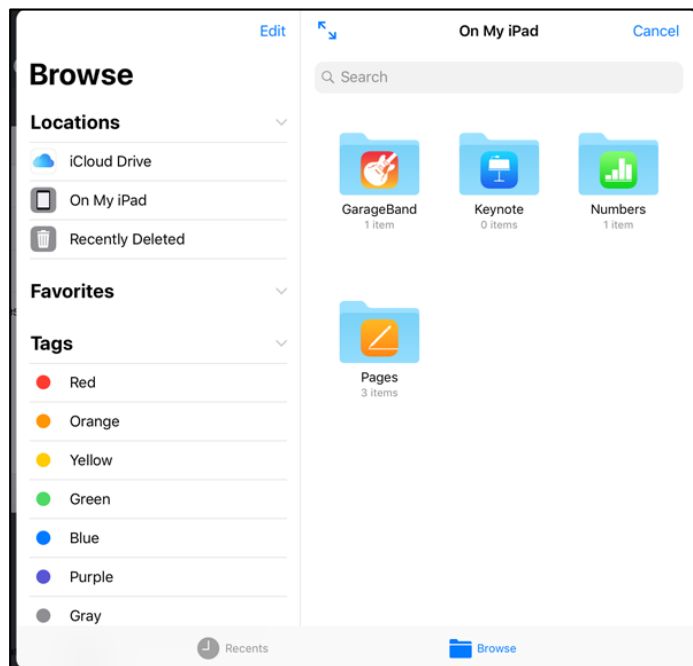 Edit
Browse
Locations
iCloud Drive
On My iPad
Recently Deleted
Favorites
Tags
Red
Orange
Yellow
Green
Blue
Purple
Gray
On My iPad
Cancel
Search
GarageBand
1 item
Keynote
0 items
Numbers
1 item
Pages
3 items
Recents
Browse